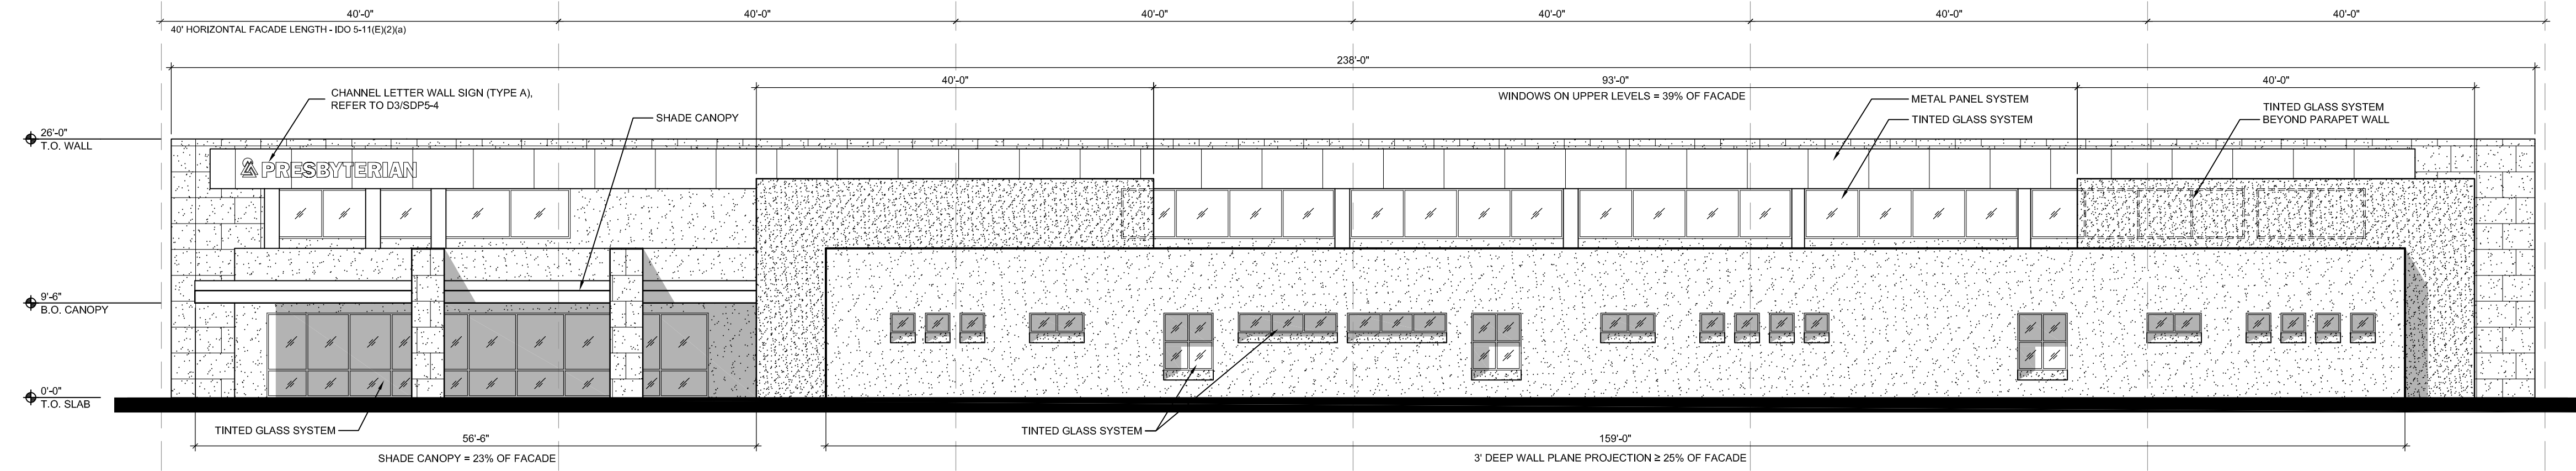 40'-0" 40'-0" 40'-0" 40'-0" 40'-0" 40'-0"
40' HORIZONTAL FACADE LENGTH - IDO 5-11(E)(2)(a)
238'-0"
40'-0" 93'-0" 40'-0"
WINDOWS ON UPPER LEVELS = 39% OF FACADE
CHANNEL LETTER WALL SIGN (TYPE A),
REFER TO D3/SDP5-4
SHADE CANOPY
METAL PANEL SYSTEM
TINTED GLASS SYSTEM
TINTED GLASS SYSTEM
BEYOND PARAPET WALL
26'-0"
T.O. WALL
PRESBYTERIAN
9'-6"
B.O. CANOPY
0'-0"
T.O. SLAB
TINTED GLASS SYSTEM
TINTED GLASS SYSTEM
56'-6"
SHADE CANOPY = 23% OF FACADE
159'-0"
3' DEEP WALL PLANE PROJECTION ≥ 25% OF FACADE